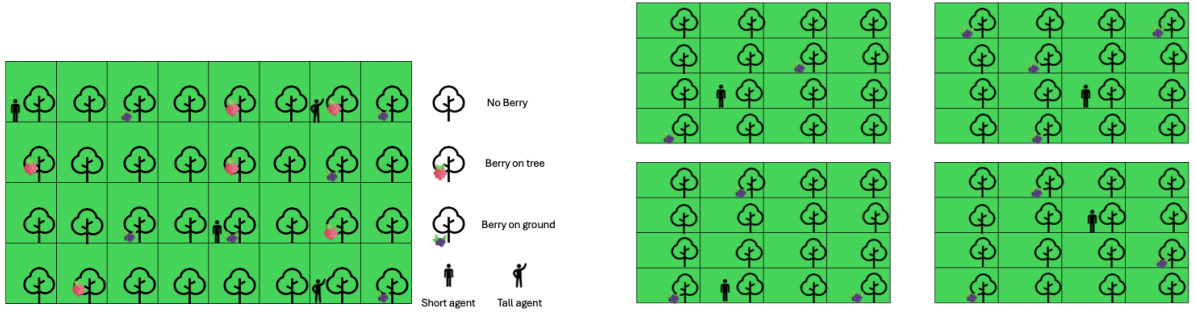 No Berry
Berry on tree
Berry on ground
Short agent
Tall agent